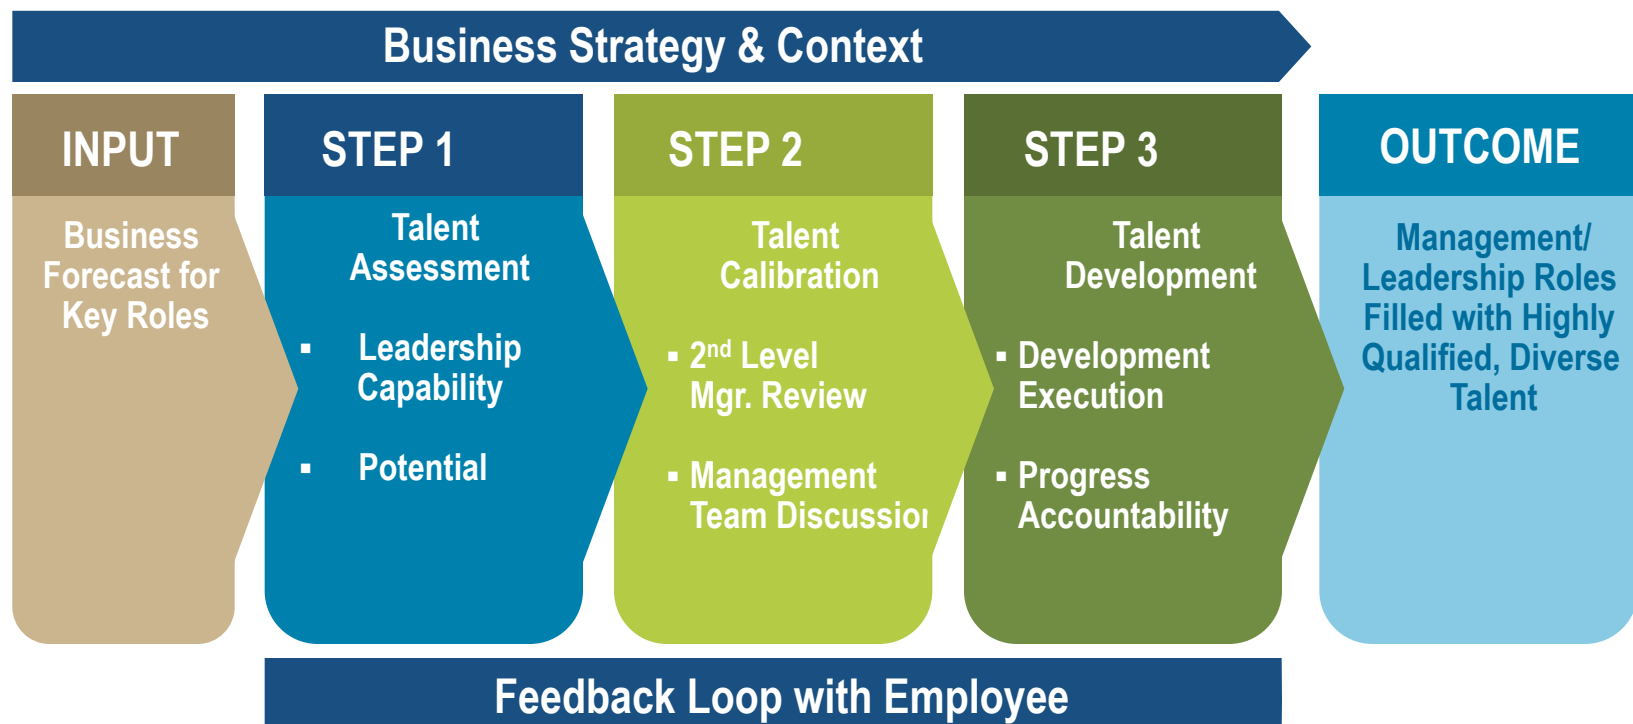 Business Strategy & Context
INPUT
Business
Forecast for
Key Roles
STEP 1
Talent
Assessment
▪ Leadership
Capability
▪ Potential
STEP 2
Talent
Calibration
▪ 2nd Level
Mgr. Review
▪ Management
Team Discussion
STEP 3
Talent
Development
▪ Development
Execution
▪ Progress
Accountability
OUTCOME
Management/
Leadership Roles
Filled with Highly
Qualified, Diverse
Talent
Feedback Loop with Employee